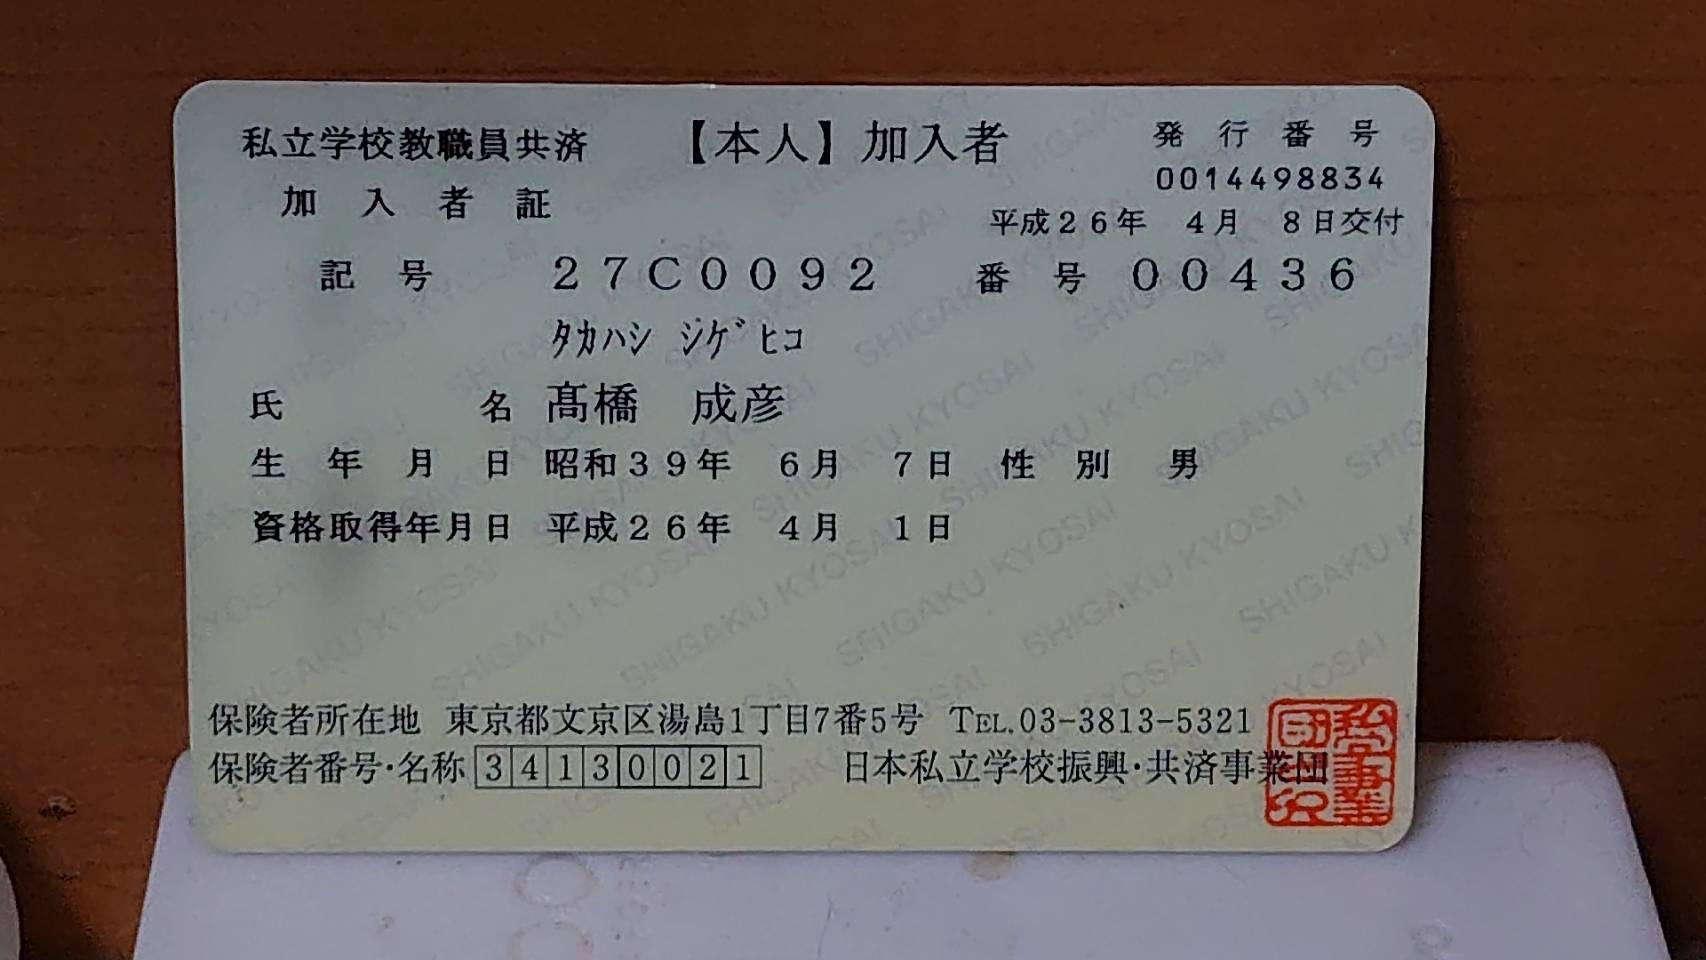 私立学校教職員共済 【本人】加入者 発行番号
加入者証 0014498834
平成26年 4月 8日交付
記号 27C0092 番号 00436
ﾀｶﾊｼ ｼｹﾞﾋｺ
氏名 髙橋 成彦
生年月日 昭和39年 6月 7日 性別 男
資格取得年月日 平成26年 4月 1日
保険者所在地 東京都文京区湯島1丁目7番5号 TEL.03-3813-5321
保険者番号・名称 34130021 日本私立学校振興・共済事業団
SHIGAKU KYOSAI